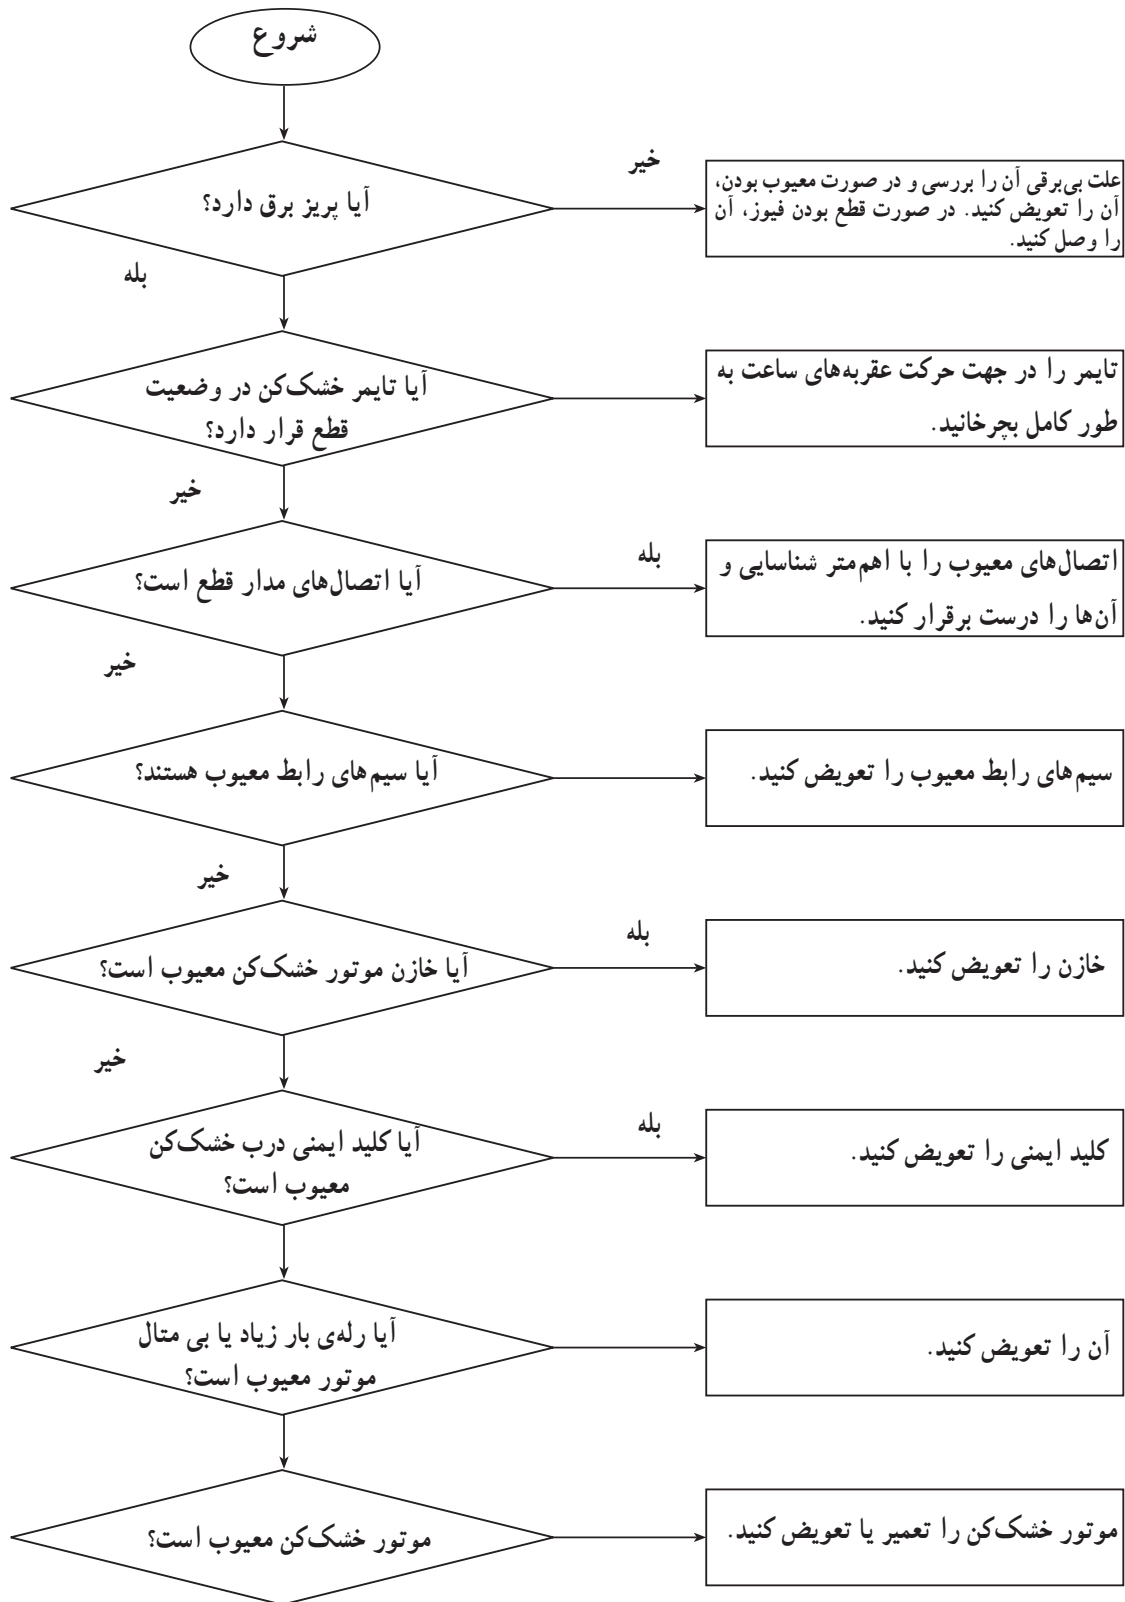 شروع
آیا پریز برق دارد؟
خیر
علت بی‌برقی آن را بررسی و در صورت معیوب بودن،
آن را تعویض کنید. در صورت قطع بودن فیوز، آن
را وصل کنید.
بله
آیا تایمر خشک‌کن در وضعیت
قطع قرار دارد؟
تایمر را در جهت حرکت عقربه‌های ساعت به
طور کامل بچرخانید.
خیر
آیا اتصال‌های مدار قطع است؟
بله
اتصال‌های معیوب را با اهم‌متر شناسایی و
آن‌ها را درست برقرار کنید.
خیر
آیا سیم‌های رابط معیوب هستند؟
سیم‌های رابط معیوب را تعویض کنید.
خیر
آیا خازن موتور خشک‌کن معیوب است؟
بله
خازن را تعویض کنید.
خیر
آیا کلید ایمنی درب خشک‌کن
معیوب است؟
بله
کلید ایمنی را تعویض کنید.
آیا رله‌ی بار زیاد یا بی متال
موتور معیوب است؟
آن را تعویض کنید.
موتور خشک‌کن معیوب است؟
موتور خشک‌کن را تعمیر یا تعویض کنید.